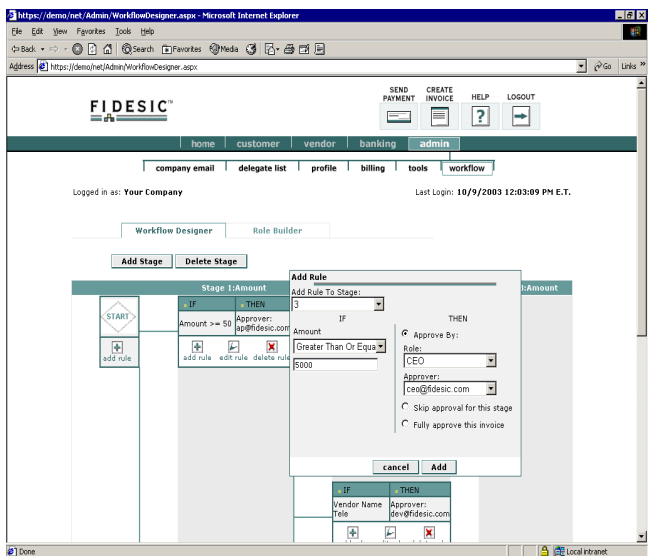 https://demo/net/Admin/WorkflowDesigner.aspx - Microsoft Internet Explorer
File Edit View Favorites Tools Help
Back Search Favorites Media
Address https://demo/net/Admin/WorkflowDesigner.aspx Go Links »
FIDESIC™
SEND PAYMENT
CREATE INVOICE
HELP
LOGOUT
home customer vendor banking admin
company email delegate list profile billing tools workflow
Logged in as: Your Company
Last Login: 10/9/2003 12:03:09 PM E.T.
Workflow Designer Role Builder
Add Stage Delete Stage
Stage 1:Amount
:Amount
START
add rule
IF THEN
Amount >= 50
Approver:
ap@fidesic.com
add rule edit rule delete rule
Add Rule
Add Rule To Stage:
3
IF THEN
Amount
Greater Than Or Equa
5000
Approve By:
Role:
CEO
Approver:
ceo@fidesic.com
Skip approval for this stage
Fully approve this invoice
cancel Add
IF THEN
Vendor Name
Tele
Approver:
dev@fidesic.com
Done
Local intranet